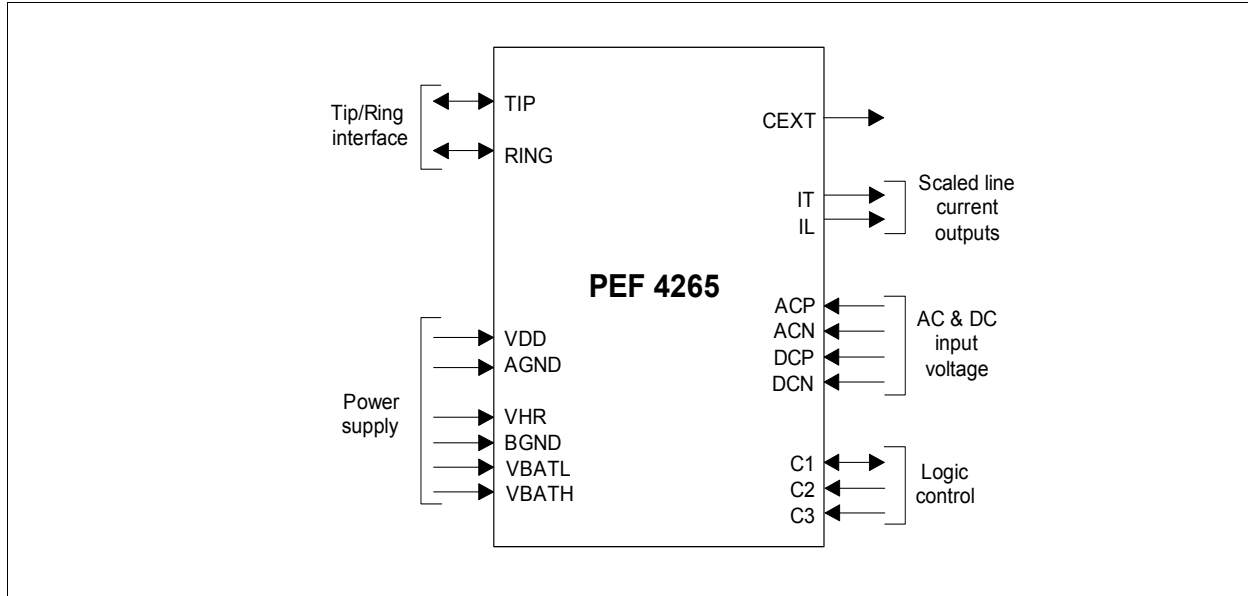 Tip/Ring
interface
TIP
RING
Power
supply
VDD
AGND
VHR
BGND
VBATL
VBATH
PEF 4265
CEXT
IT
IL
Scaled line
current
outputs
ACP
ACN
DCP
DCN
AC & DC
input
voltage
C1
C2
C3
Logic
control